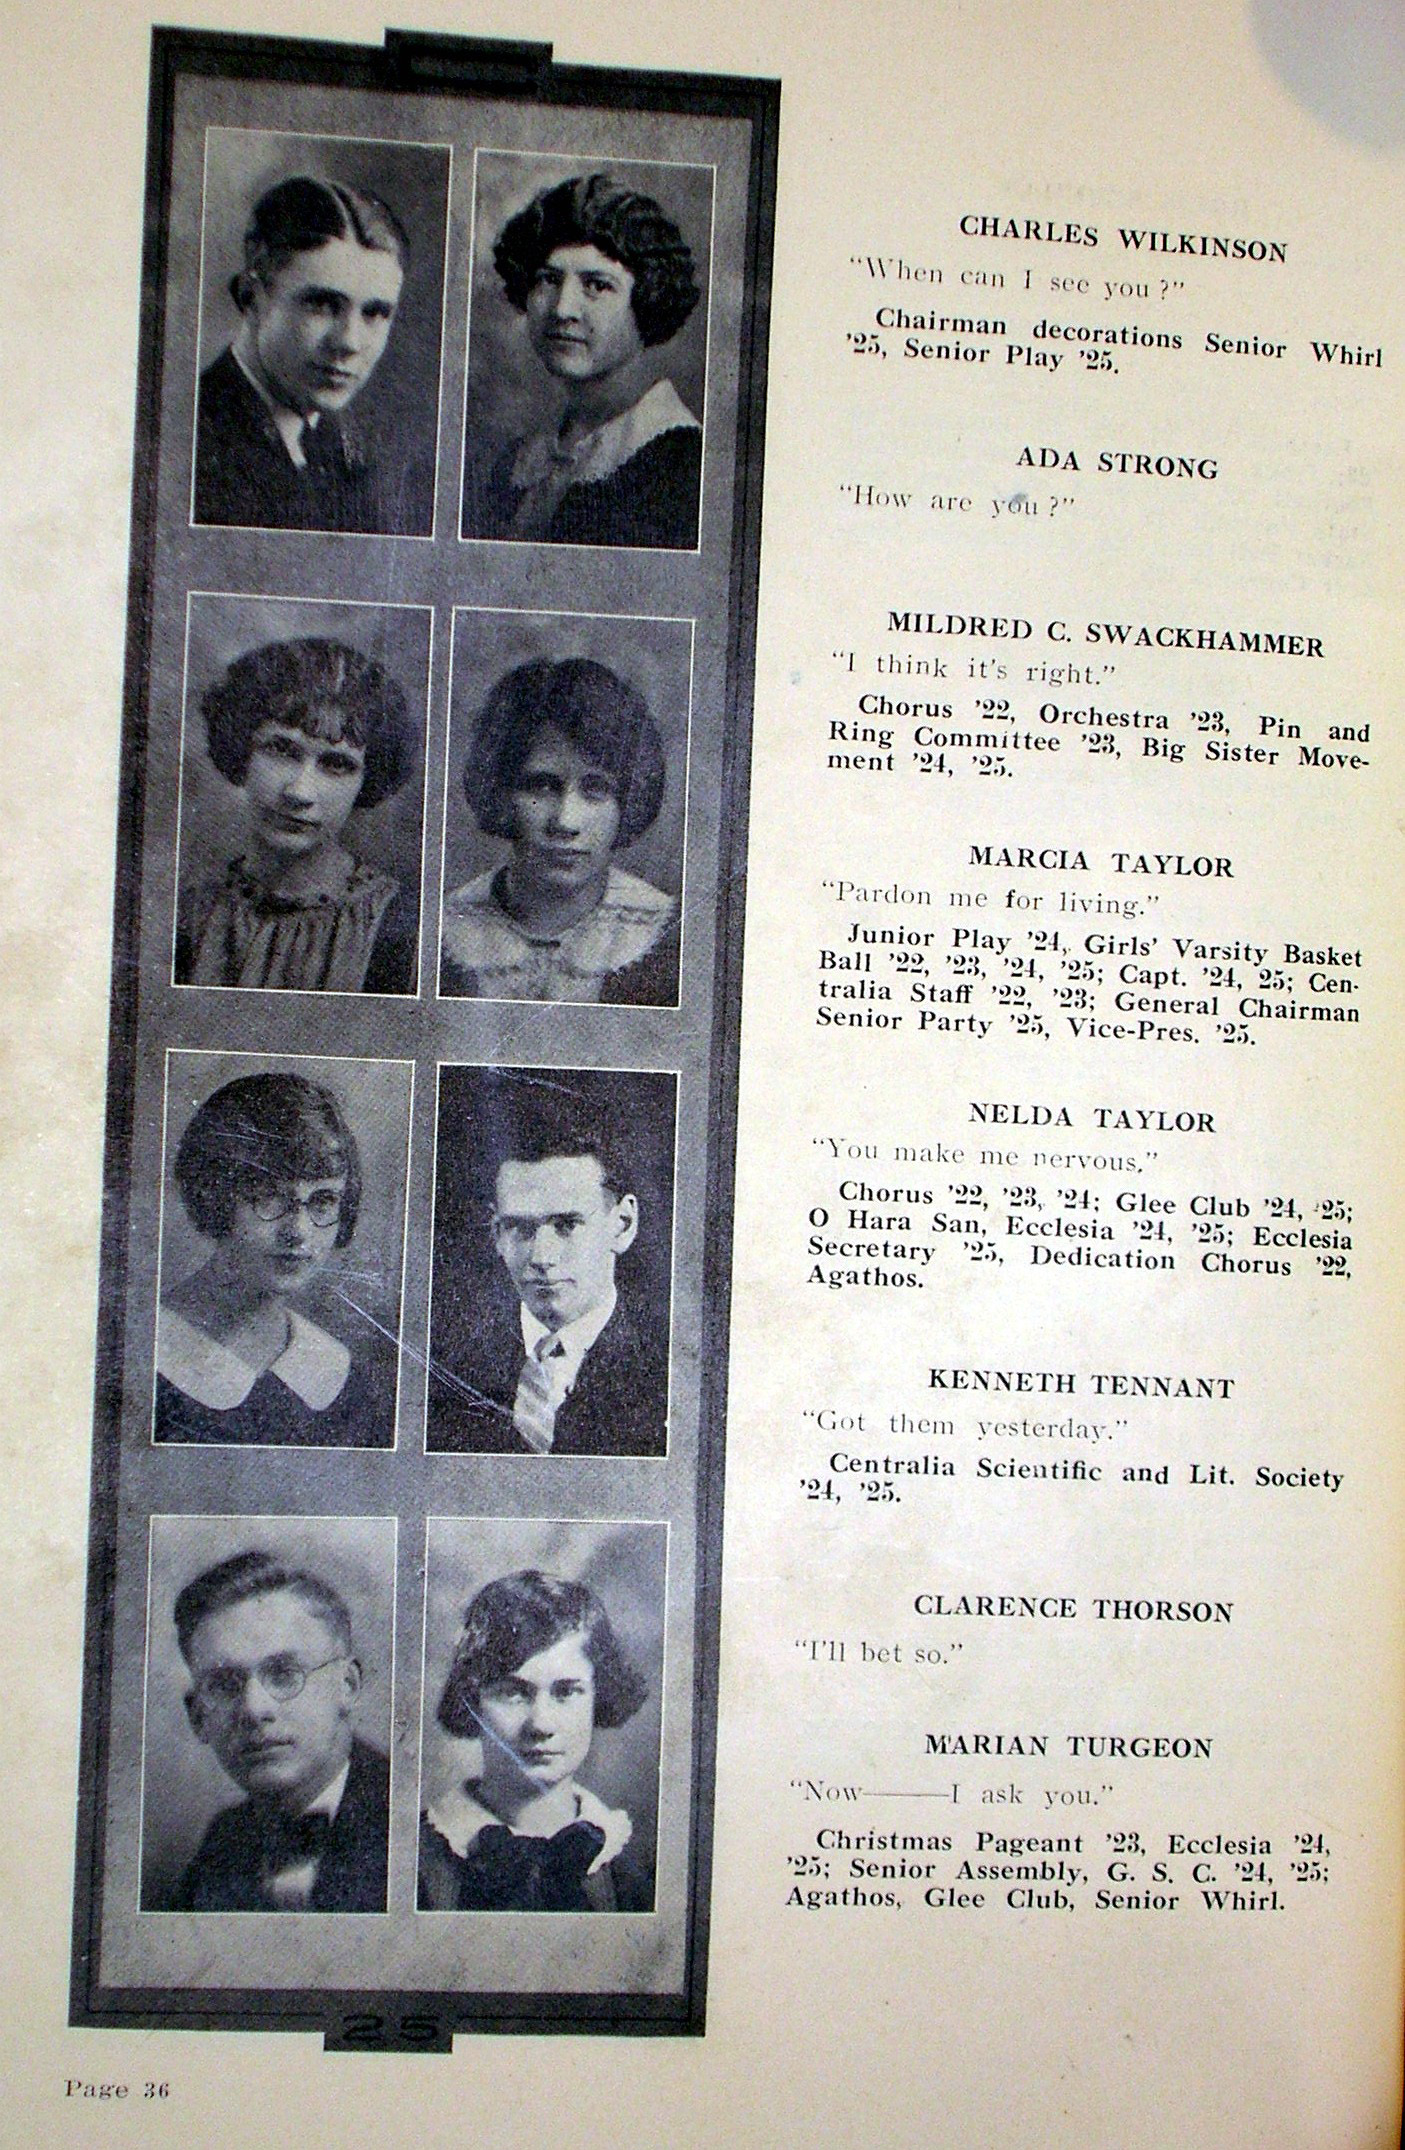 CHARLES WILKINSON
“When can I see you?”
Chairman decorations Senior Whirl
’25, Senior Play ’25.
ADA STRONG
“How are you?”
MILDRED C. SWACKHAMMER
“I think it’s right.”
Chorus ’22, Orchestra ’23, Pin and
Ring Committee ’23, Big Sister Move-
ment ’24, ’25.
MARCIA TAYLOR
“Pardon me for living.”
Junior Play ’24, Girls’ Varsity Basket
Ball ’22, ’23, ’24, ’25; Capt. ’24, 25; Cen-
tralia Staff ’22, ’23; General Chairman
Senior Party ’25, Vice-Pres. ’25.
NELDA TAYLOR
“You make me nervous.”
Chorus ’22, ’23, ’24; Glee Club ’24, ’25;
O Hara San, Ecclesia ’24, ’25; Ecclesia
Secretary ’25, Dedication Chorus ’22,
Agathos.
KENNETH TENNANT
“Got them yesterday.”
Centralia Scientific and Lit. Society
’24, ’25.
CLARENCE THORSON
“I’ll bet so.”
MARIAN TURGEON
“Now———I ask you.”
Christmas Pageant ’23, Ecclesia ’24,
’25; Senior Assembly, G. S. C. ’24, ’25;
Agathos, Glee Club, Senior Whirl.
25
Page 36